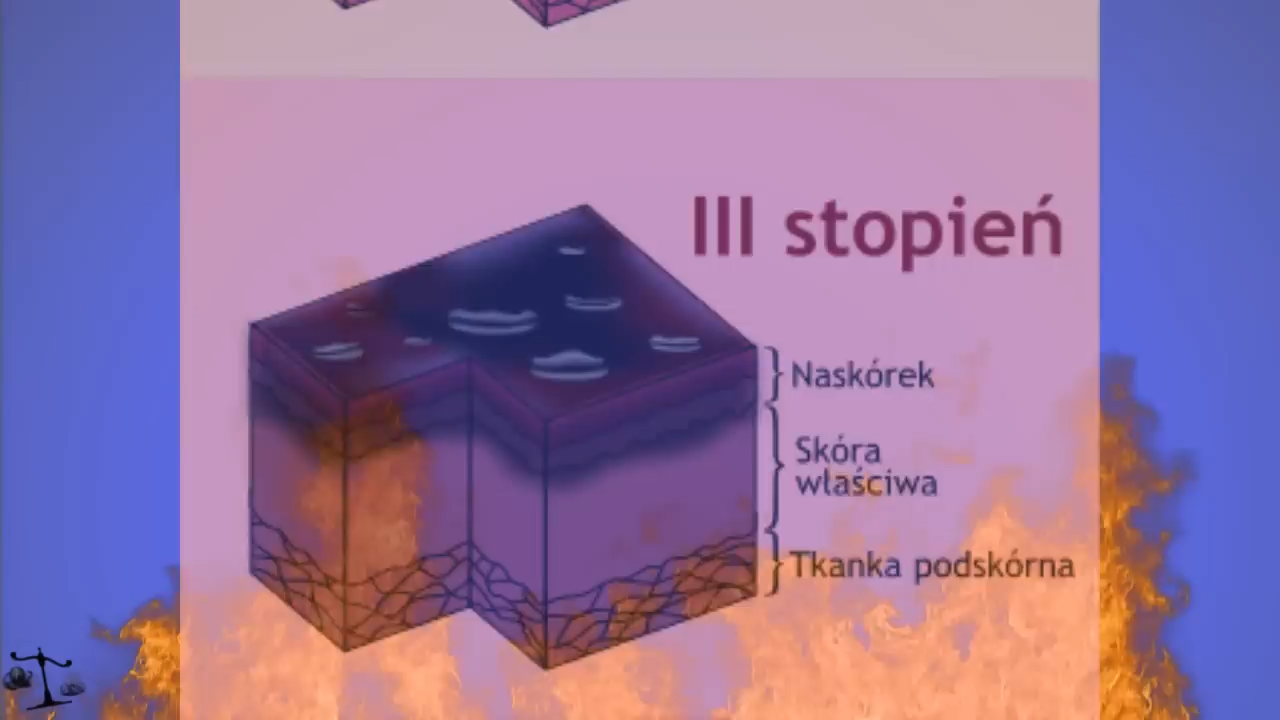 III stopień
Naskórek
Skóra
właściwa
Tkanka podskórna